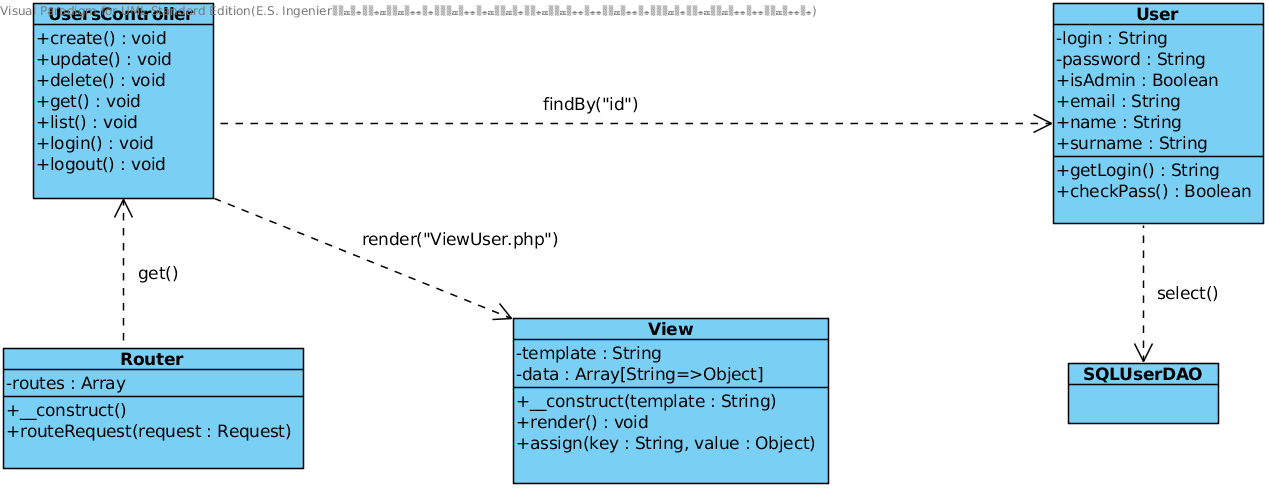 Visual Paradigm for UML Standard Edition(E.S. Ingenier
UsersController
+create() : void
+update() : void
+delete() : void
+get() : void
+list() : void
+login() : void
+logout() : void
findBy("id")
User
-login : String
-password : String
+isAdmin : Boolean
+email : String
+name : String
+surname : String
+getLogin() : String
+checkPass() : Boolean
render("ViewUser.php")
get()
select()
Router
-routes : Array
+__construct()
+routeRequest(request : Request)
View
-template : String
-data : Array[String=>Object]
+__construct(template : String)
+render() : void
+assign(key : String, value : Object)
SQLUserDAO